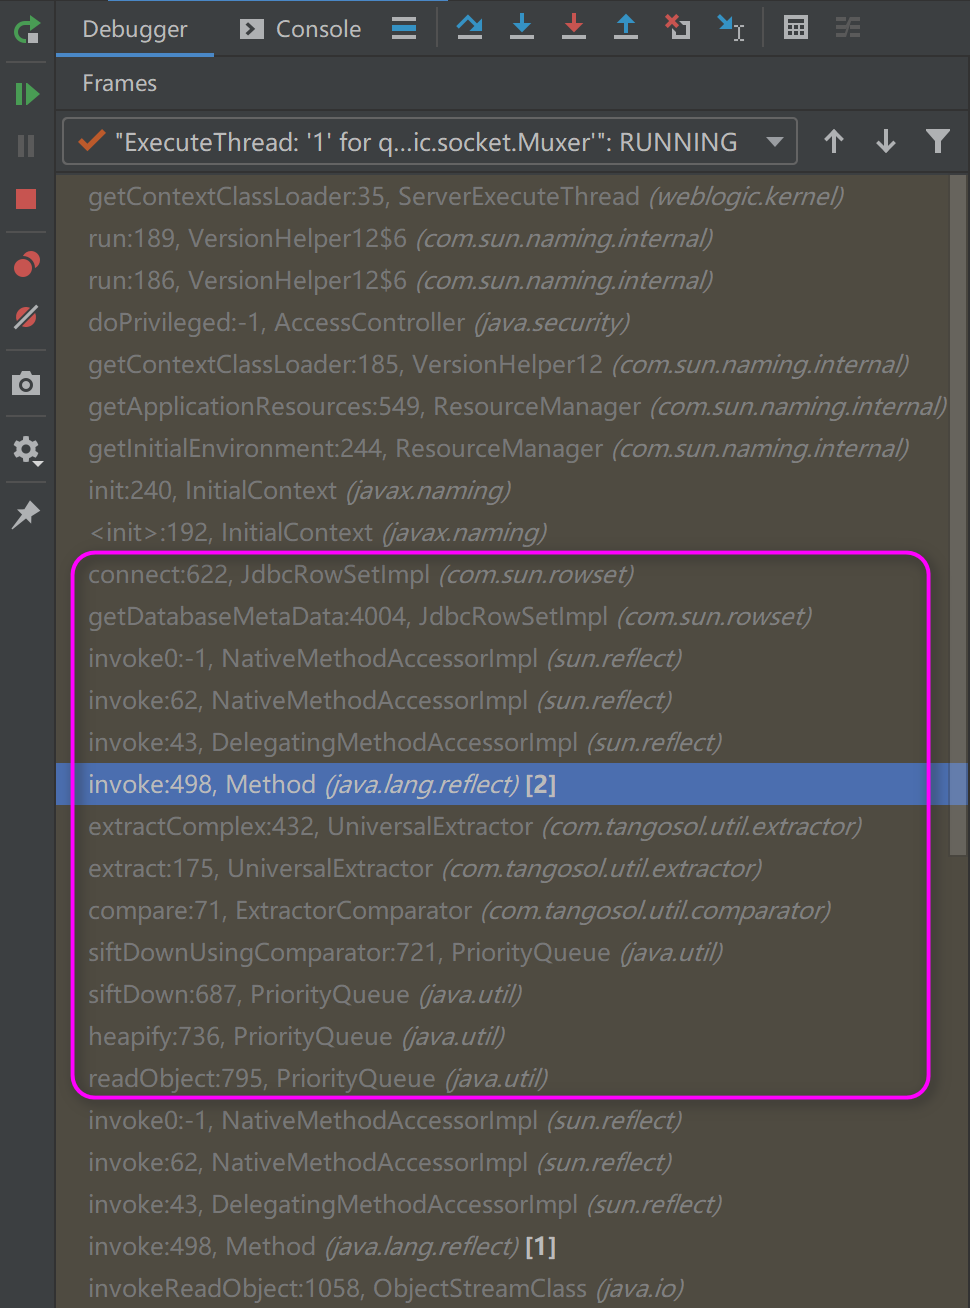 Debugger Console
Frames
"ExecuteThread: '1' for q...ic.socket.Muxer'": RUNNING
getContextClassLoader:35, ServerExecuteThread (weblogic.kernel)
run:189, VersionHelper12$6 (com.sun.naming.internal)
run:186, VersionHelper12$6 (com.sun.naming.internal)
doPrivileged:-1, AccessController (java.security)
getContextClassLoader:185, VersionHelper12 (com.sun.naming.internal)
getApplicationResources:549, ResourceManager (com.sun.naming.internal)
getInitialEnvironment:244, ResourceManager (com.sun.naming.internal)
init:240, InitialContext (javax.naming)
<init>:192, InitialContext (javax.naming)
connect:622, JdbcRowSetImpl (com.sun.rowset)
getDatabaseMetaData:4004, JdbcRowSetImpl (com.sun.rowset)
invoke0:-1, NativeMethodAccessorImpl (sun.reflect)
invoke:62, NativeMethodAccessorImpl (sun.reflect)
invoke:43, DelegatingMethodAccessorImpl (sun.reflect)
invoke:498, Method (java.lang.reflect) [2]
extractComplex:432, UniversalExtractor (com.tangosol.util.extractor)
extract:175, UniversalExtractor (com.tangosol.util.extractor)
compare:71, ExtractorComparator (com.tangosol.util.comparator)
siftDownUsingComparator:721, PriorityQueue (java.util)
siftDown:687, PriorityQueue (java.util)
heapify:736, PriorityQueue (java.util)
readObject:795, PriorityQueue (java.util)
invoke0:-1, NativeMethodAccessorImpl (sun.reflect)
invoke:62, NativeMethodAccessorImpl (sun.reflect)
invoke:43, DelegatingMethodAccessorImpl (sun.reflect)
invoke:498, Method (java.lang.reflect) [1]
invokeReadObject:1058, ObjectStreamClass (java.io)